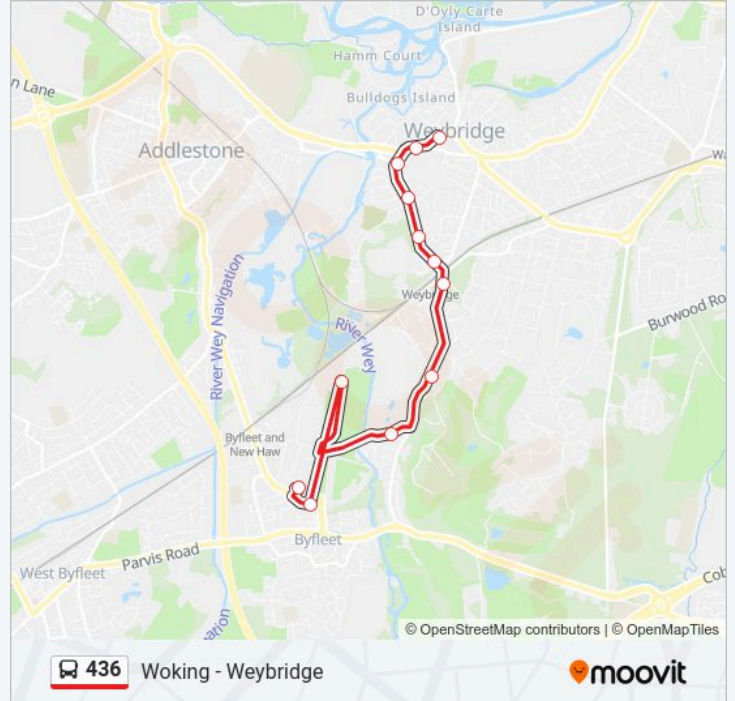 D'Oyly Carte
Island
Hamm Court
n Lane
Bulldogs Island
Weybridge
Addlestone
Wa
River Wey Navigation
Weybridge
Burwood Ro
River Wey
Byfleet and
New Haw
Byfleet
Parvis Road
West Byfleet
Cob
ation
© OpenStreetMap contributors | © OpenMapTiles
436 Woking - Weybridge
moovit